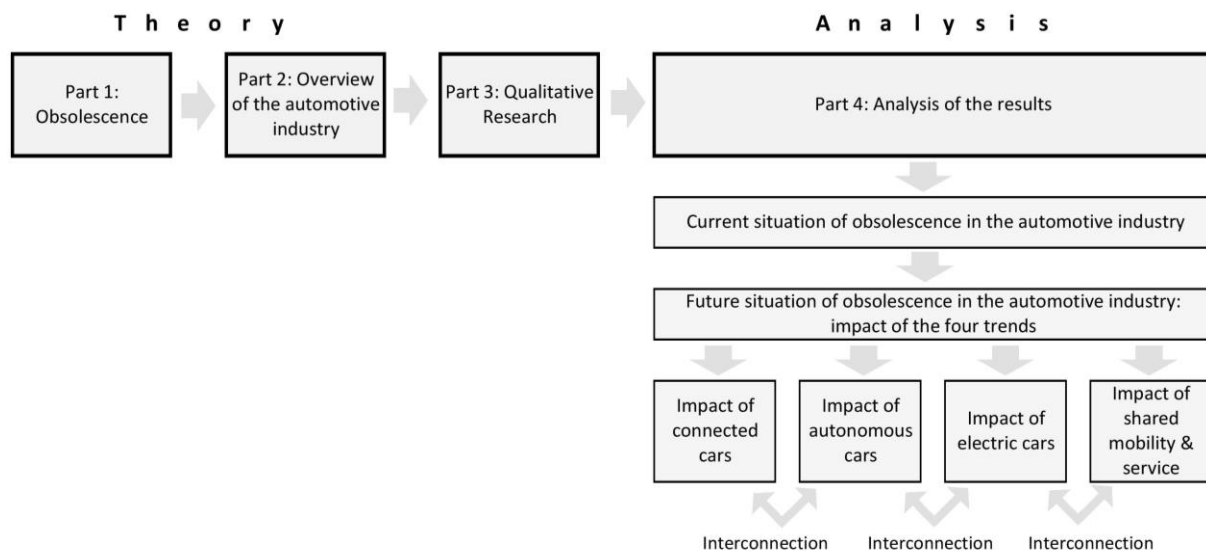 T h e o r y
A n a l y s i s
Part 1:
Obsolescence
Part 2: Overview
of the automotive
industry
Part 3: Qualitative
Research
Part 4: Analysis of the results
Current situation of obsolescence in the automotive industry
Future situation of obsolescence in the automotive industry:
impact of the four trends
Impact of
connected
cars
Impact of
autonomous
cars
Impact of
electric cars
Impact of
shared
mobility &
service
Interconnection
Interconnection
Interconnection